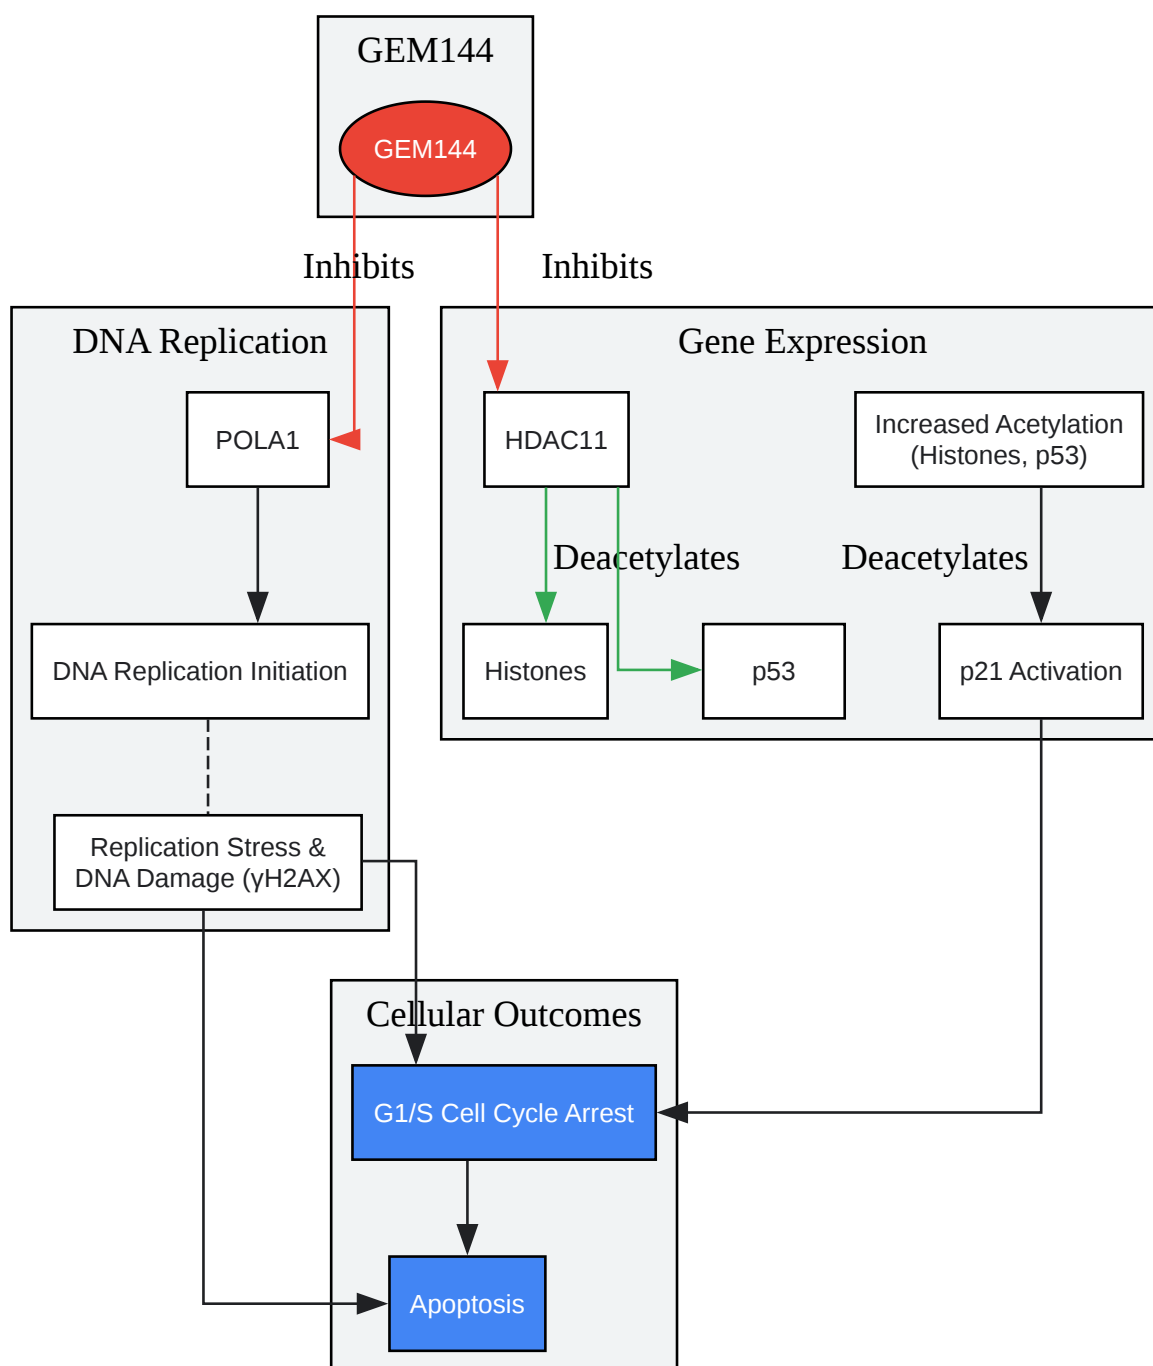 GEM144
GEM144
Inhibits
Inhibits
DNA Replication
Gene Expression
POLA1
HDAC11
Increased Acetylation
(Histones, p53)
Deacetylates
Deacetylates
DNA Replication Initiation
Histones
p53
p21 Activation
Replication Stress &
DNA Damage (γH2AX)
Cellular Outcomes
G1/S Cell Cycle Arrest
Apoptosis